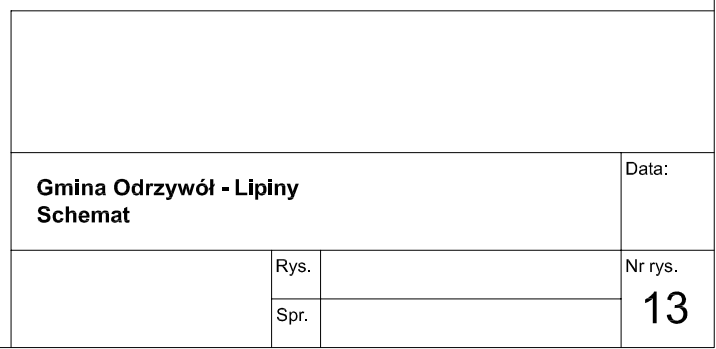 Data:
Gmina Odrzywół - Lipiny
Schemat
Rys.
Nr rys.
13
Spr.